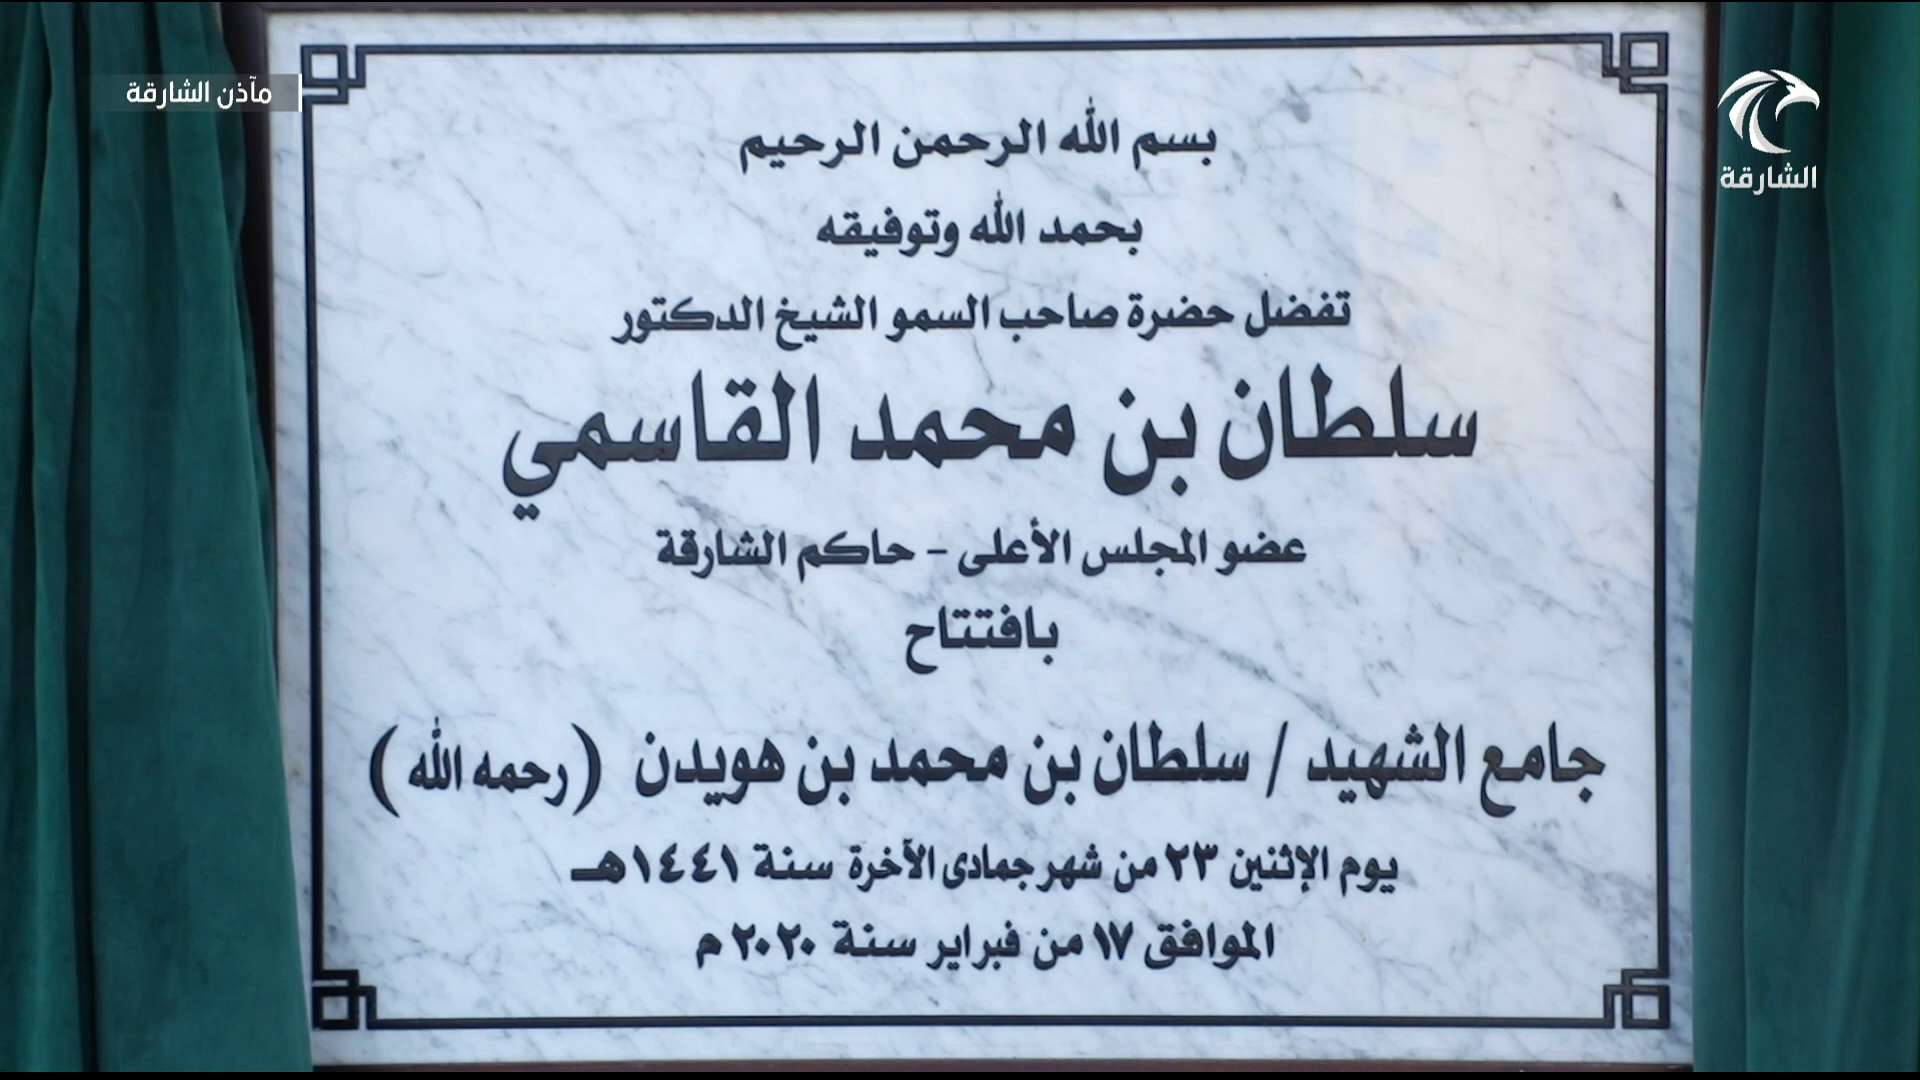 مآذن الشارقة
الشارقة
بسم الله الرحمن الرحيم
بحمد الله وتوفيقه
تفضل حضرة صاحب السمو الشيخ الدكتور
سلطان بن محمد القاسمي
عضو المجلس الأعلى - حاكم الشارقة
بافتتاح
جامع الشهيد / سلطان بن محمد بن هويدن (رحمه الله)
يوم الإثنين ٢٣ من شهر جمادى الآخرة سنة ١٤٤١هـ
الموافق ١٧ من فبراير سنة ٢٠٢٠ م